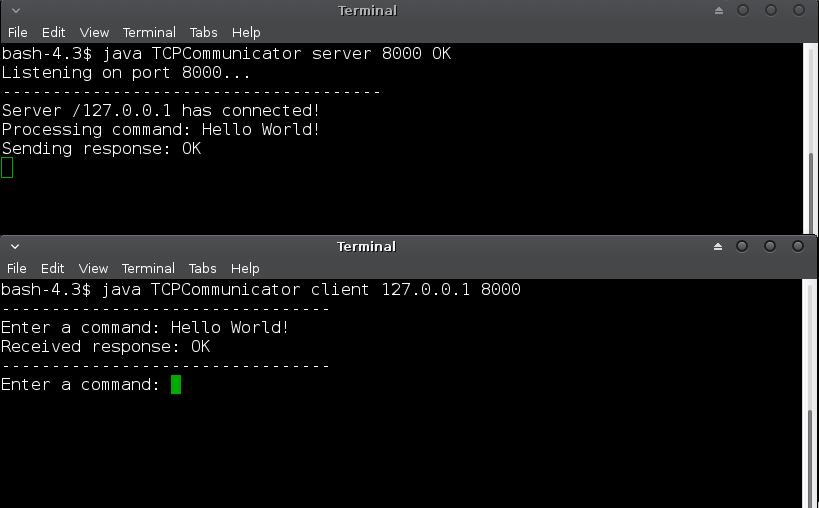 Terminal
File Edit View Terminal Tabs Help
bash-4.3$ java TCPCommunicator server 8000 OK
Listening on port 8000...
--------------------------------------
Server /127.0.0.1 has connected!
Processing command: Hello World!
Sending response: OK
Terminal
File Edit View Terminal Tabs Help
bash-4.3$ java TCPCommunicator client 127.0.0.1 8000
---------------------------------
Enter a command: Hello World!
Received response: OK
---------------------------------
Enter a command: